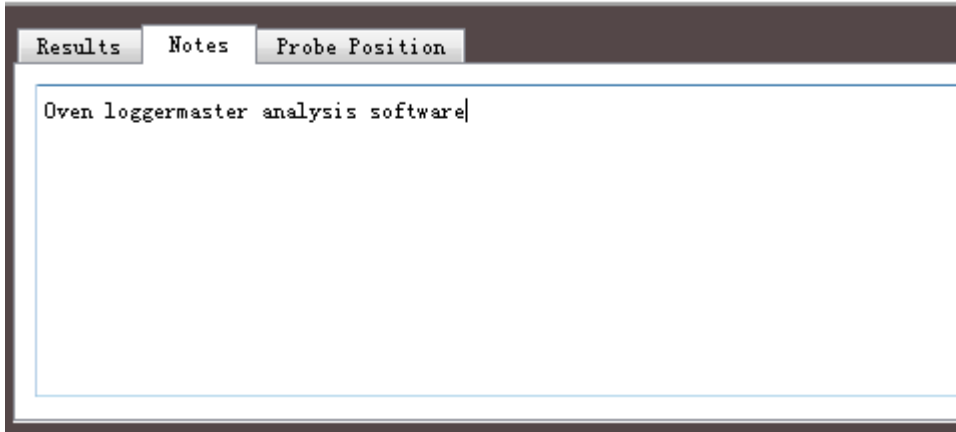 Results Notes Probe Position
Oven loggermaster analysis software